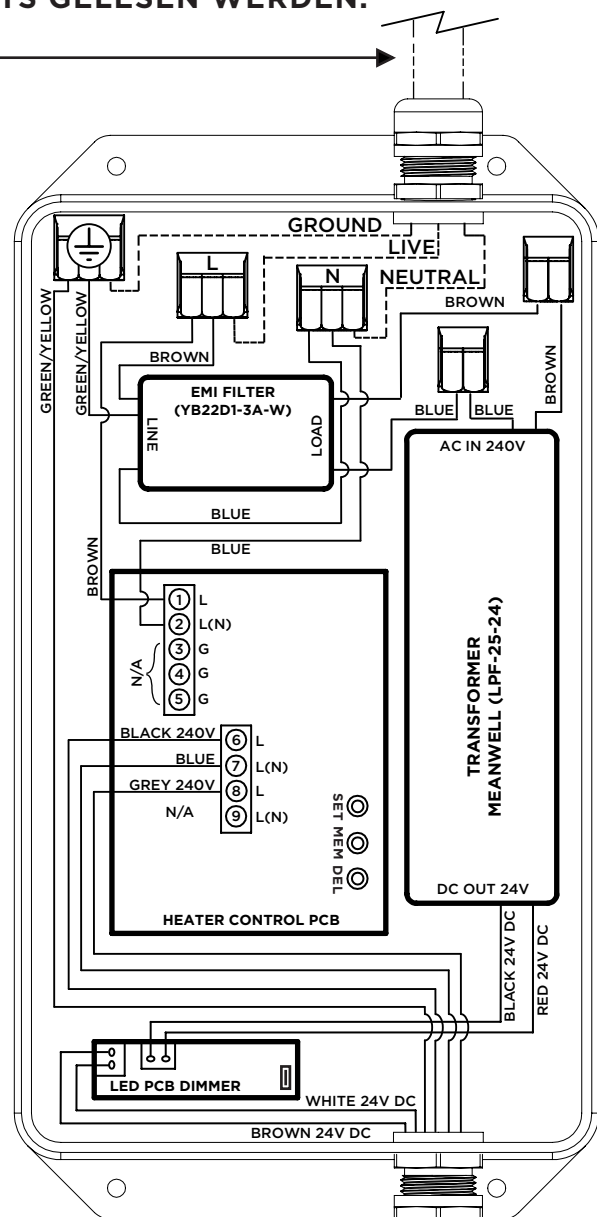 TS GELESEN WERDEN.
GROUND
LIVE
L
N
NEUTRAL
BROWN
GREEN/YELLOW
GREEN/YELLOW
BROWN
BROWN
EMI FILTER
(YB22D1-3A-W)
LINE
LOAD
BLUE
BLUE
AC IN 240V
BLUE
BLUE
BROWN
1 L
2 L(N)
3 G
4 G
5 G
N/A
TRANSFORMER
MEANWELL (LPF-25-24)
BLACK 240V
6 L
BLUE
7 L(N)
GREY 240V
8 L
N/A
9 L(N)
SET MEM DEL
HEATER CONTROL PCB
DC OUT 24V
BLACK 24V DC
RED 24V DC
LED PCB DIMMER
WHITE 24V DC
BROWN 24V DC